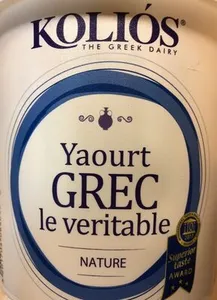 KOLIÓS®
THE GREEK DAIRY
Yaourt
GREC
le veritable
NATURE
Superior
taste
AWARD